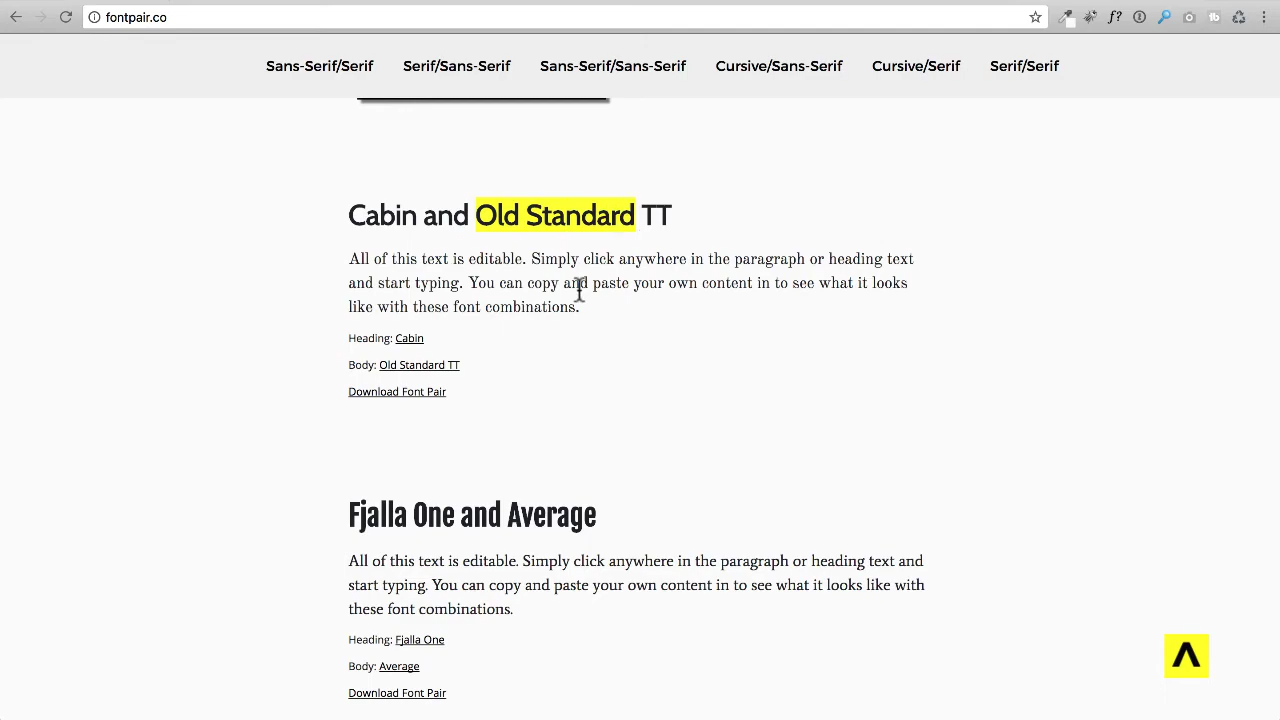 fontpair.co
f?
Sans-Serif/Serif Serif/Sans-Serif Sans-Serif/Sans-Serif Cursive/Sans-Serif Cursive/Serif Serif/Serif
Cabin and Old Standard TT
All of this text is editable. Simply click anywhere in the paragraph or heading text
and start typing. You can copy and paste your own content in to see what it looks
like with these font combinations.
Heading: Cabin
Body: Old Standard TT
Download Font Pair
Fjalla One and Average
All of this text is editable. Simply click anywhere in the paragraph or heading text and
start typing. You can copy and paste your own content in to see what it looks like with
these font combinations.
Heading: Fjalla One
Body: Average
Download Font Pair